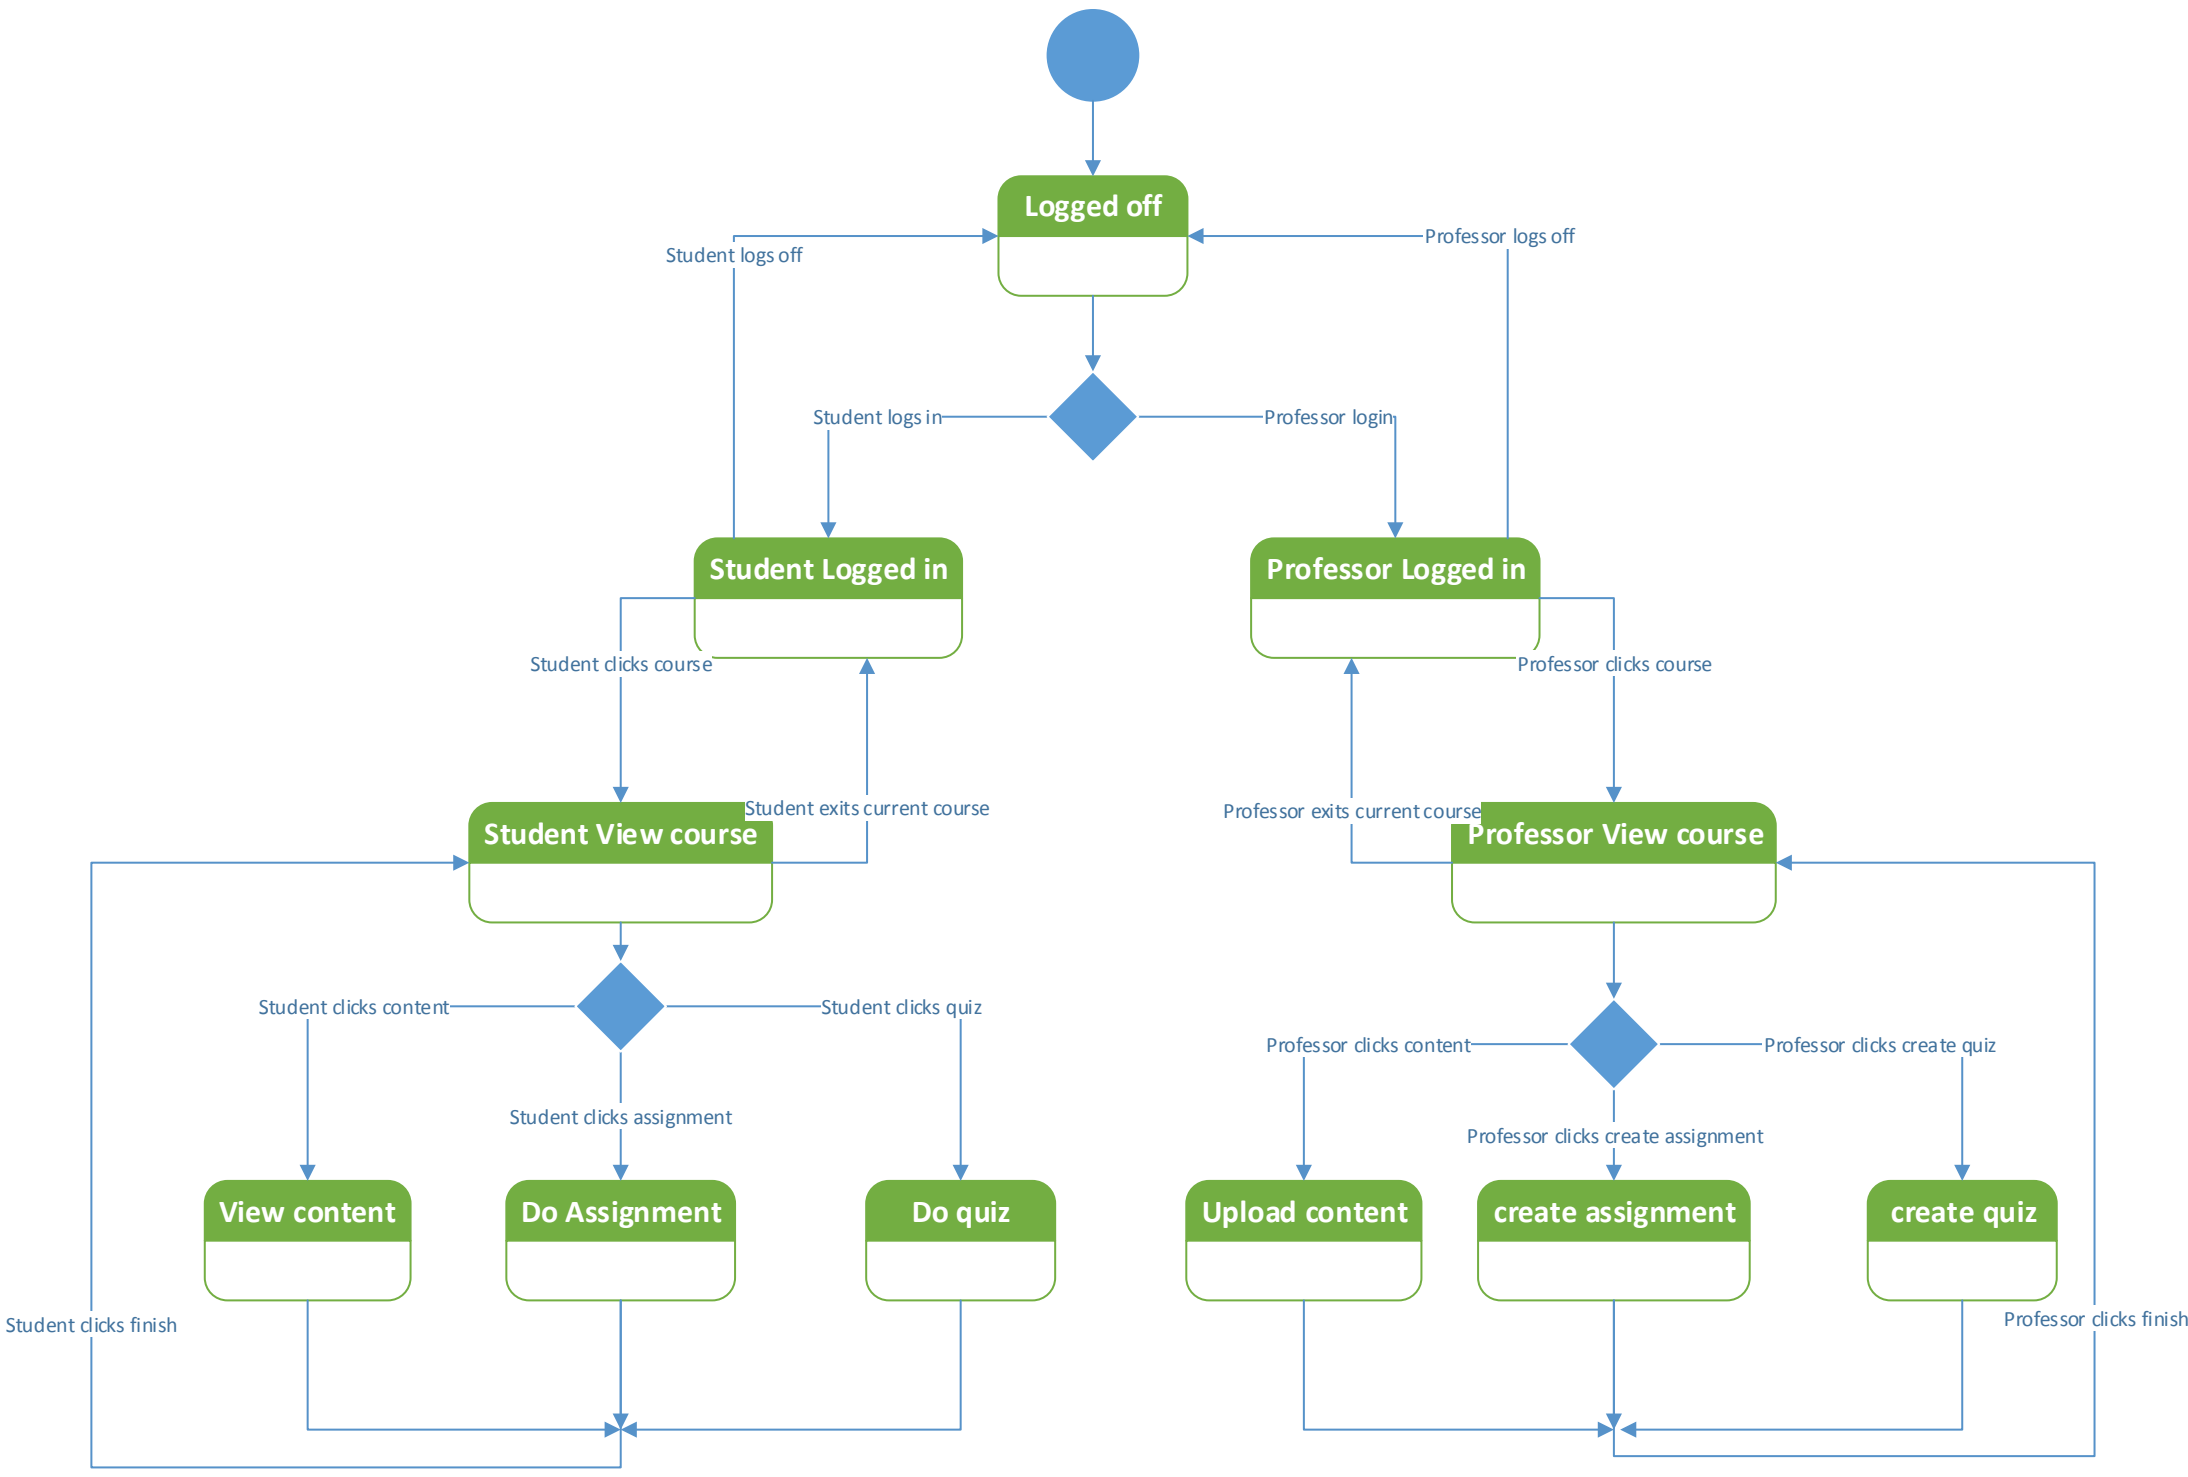 Logged off
Student logs off
Professor logs off
Student logs in
Professor login
Student Logged in
Professor Logged in
Student clicks course
Professor clicks course
Student exits current course
Professor exits current course
Student View course
Professor View course
Student clicks content
Student clicks quiz
Professor clicks content
Professor clicks create quiz
Student clicks assignment
Professor clicks create assignment
View content
Do Assignment
Do quiz
Upload content
create assignment
create quiz
Student clicks finish
Professor clicks finish